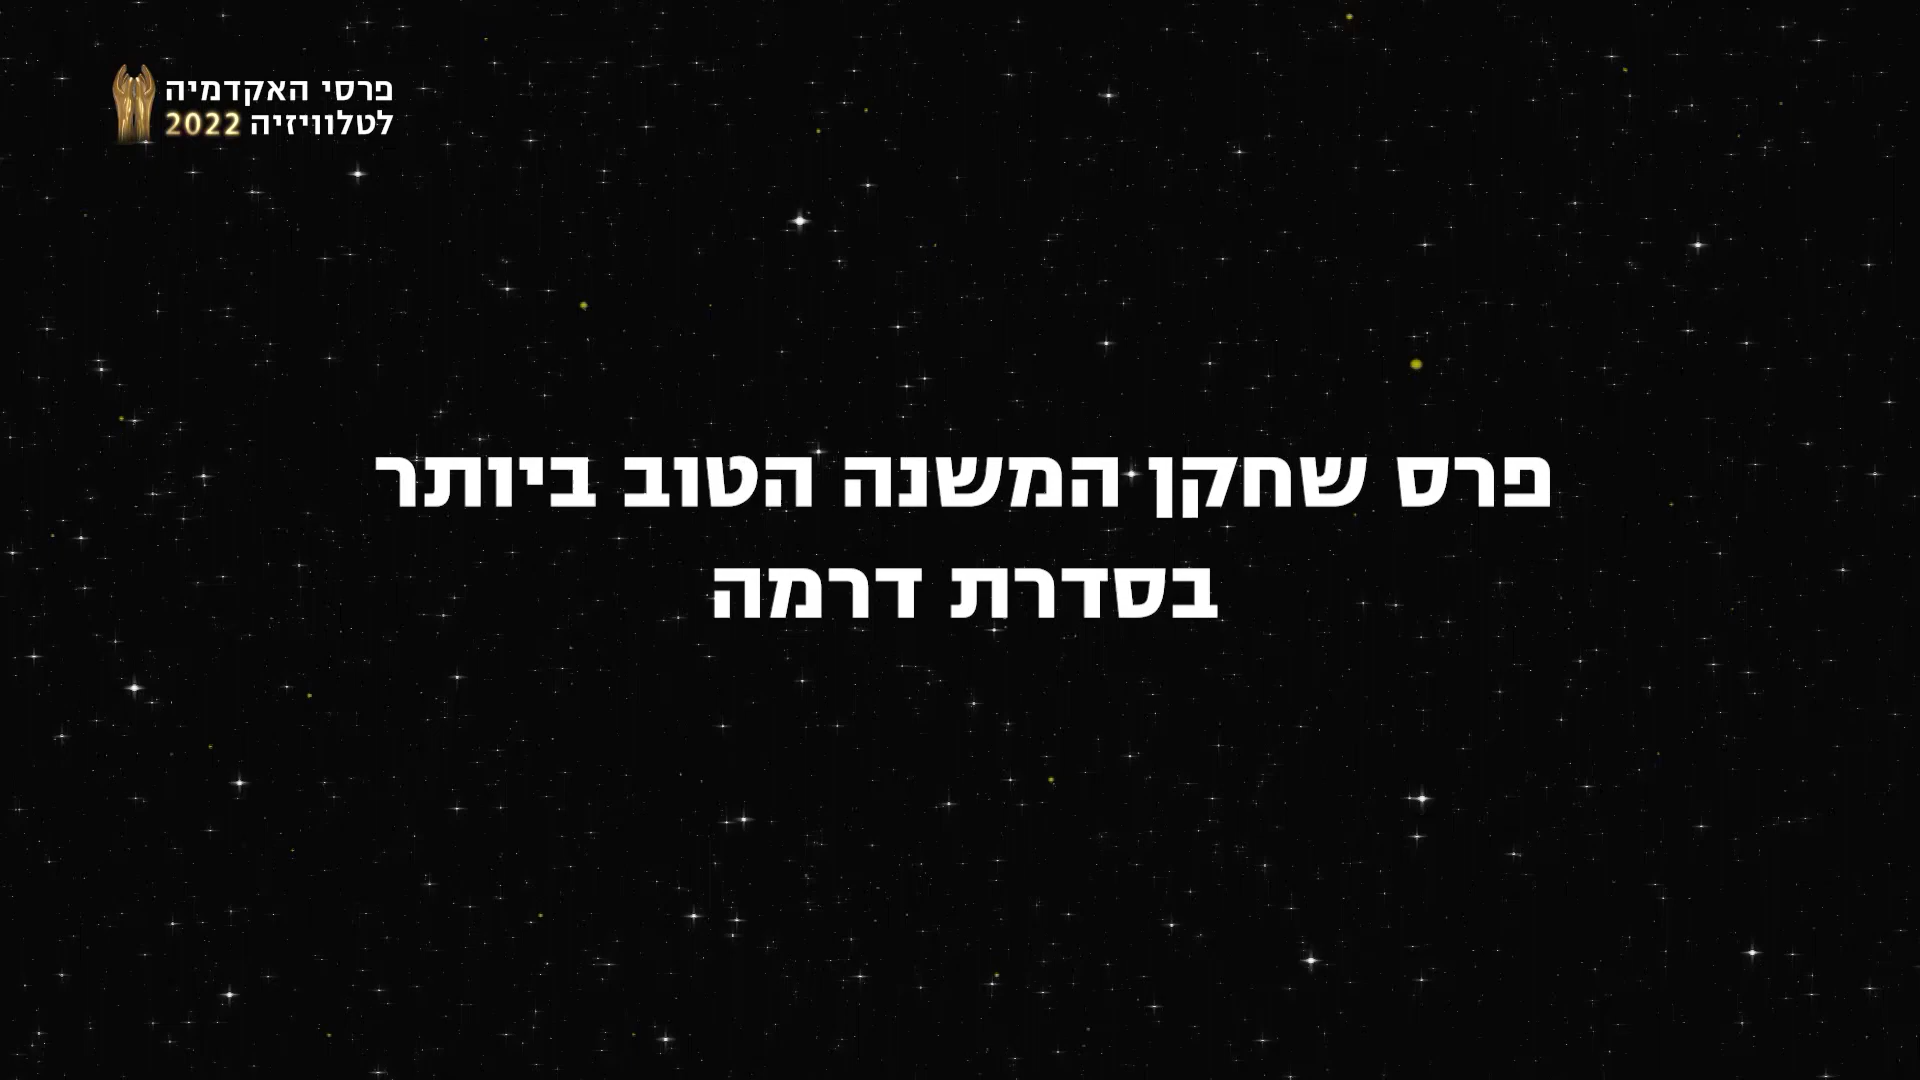 פרסי האקדמיה
לטלוויזיה 2022
פרס שחקן המשנה הטוב ביותר
בסדרת דרמה